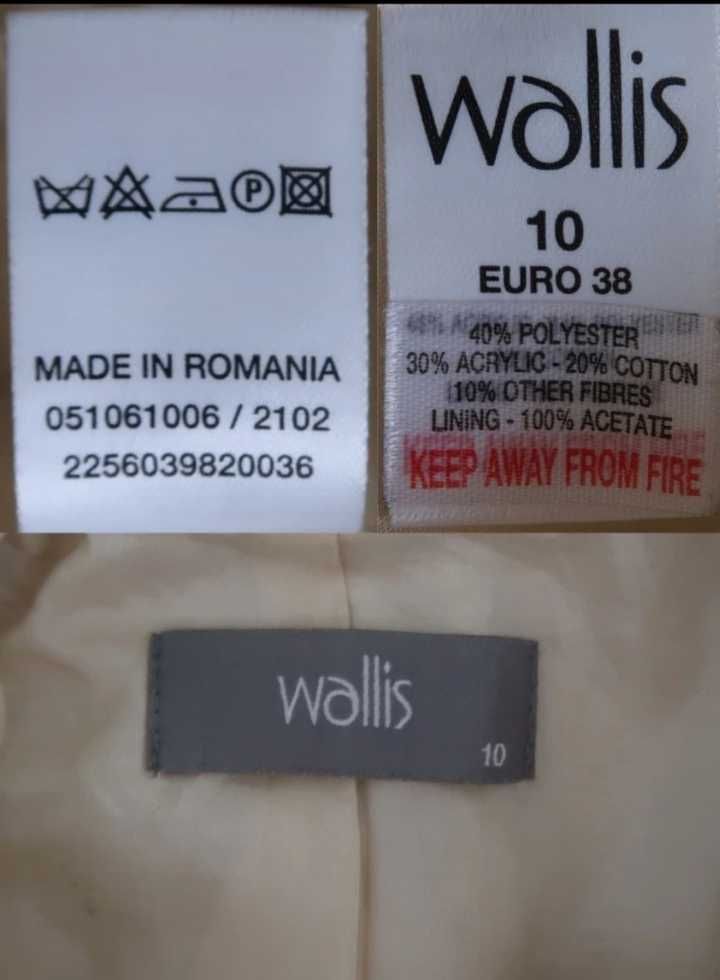 MADE IN ROMANIA
051061006 / 2102
2256039820036
wallis
10
EURO 38
40% POLYESTER
30% ACRYLIC - 20% COTTON
10% OTHER FIBRES
LINING - 100% ACETATE
KEEP AWAY FROM FIRE
wallis
10